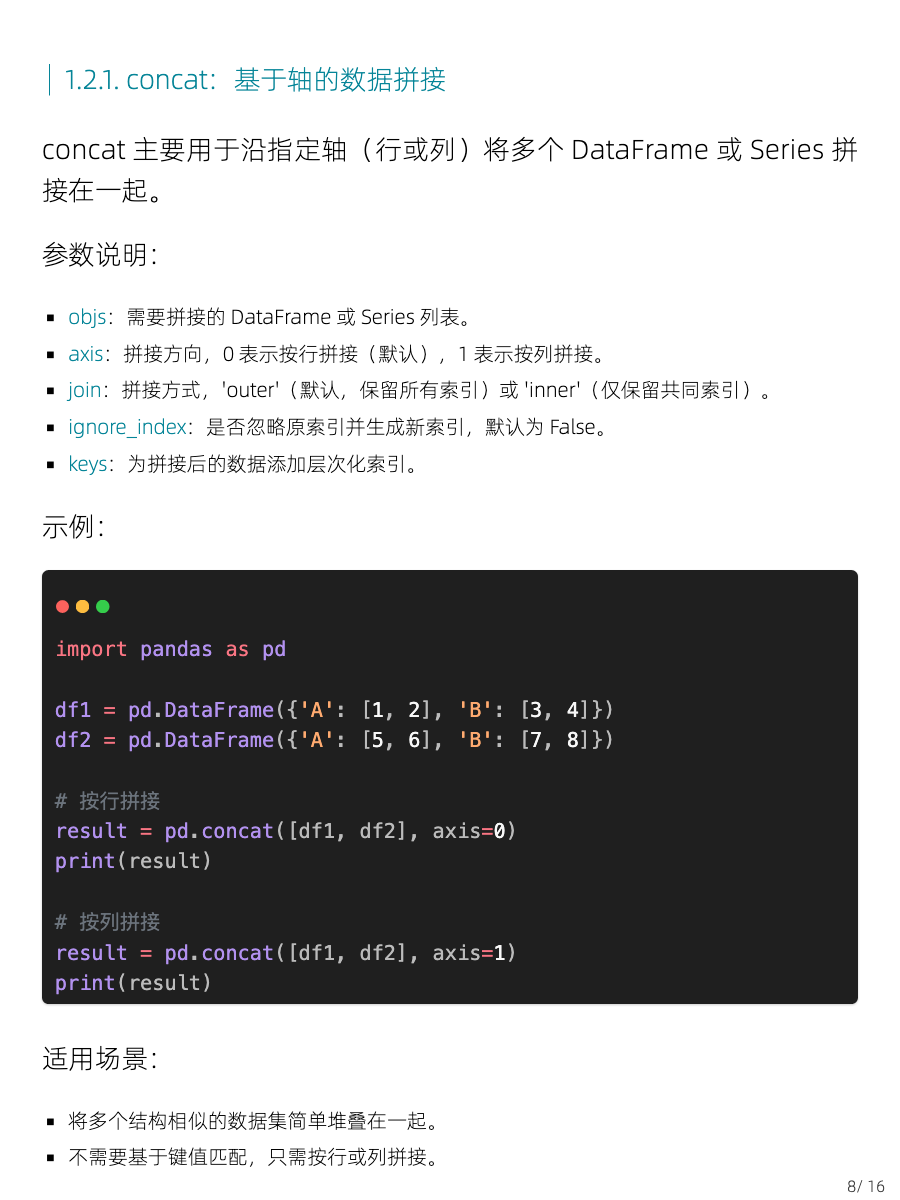 1.2.1. concat：基于轴的数据拼接
concat 主要用于沿指定轴（行或列）将多个 DataFrame 或 Series 拼
接在一起。
参数说明：
▪ objs：需要拼接的 DataFrame 或 Series 列表。
▪ axis：拼接方向，0 表示按行拼接（默认），1 表示按列拼接。
▪ join：拼接方式，'outer'（默认，保留所有索引）或 'inner'（仅保留共同索引）。
▪ ignore_index：是否忽略原索引并生成新索引，默认为 False。
▪ keys：为拼接后的数据添加层次化索引。
示例：
import pandas as pd
df1 = pd.DataFrame({'A': [1, 2], 'B': [3, 4]})
df2 = pd.DataFrame({'A': [5, 6], 'B': [7, 8]})
# 按行拼接
result = pd.concat([df1, df2], axis=0)
print(result)
# 按列拼接
result = pd.concat([df1, df2], axis=1)
print(result)
适用场景：
▪ 将多个结构相似的数据集简单堆叠在一起。
▪ 不需要基于键值匹配，只需按行或列拼接。
8/ 16